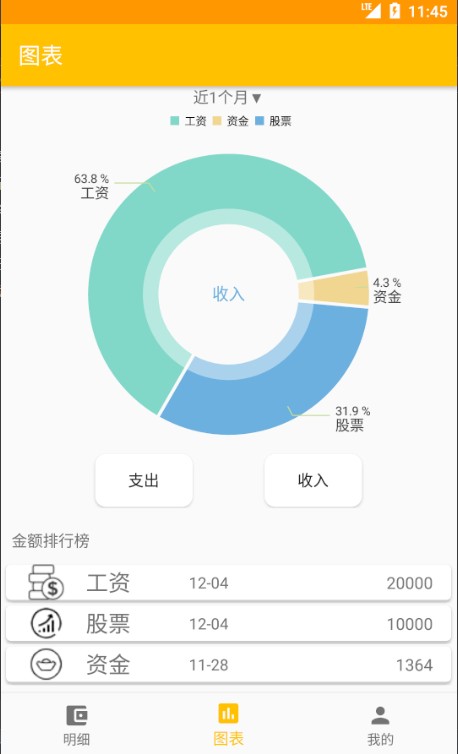 LTE 11:45
图表
近1个月▼
工资 资金 股票
63.8 %
工资
4.3 %
资金
收入
31.9 %
股票
支出 收入
金额排行榜
工资 12-04 20000
股票 12-04 10000
资金 11-28 1364
明细 图表 我的